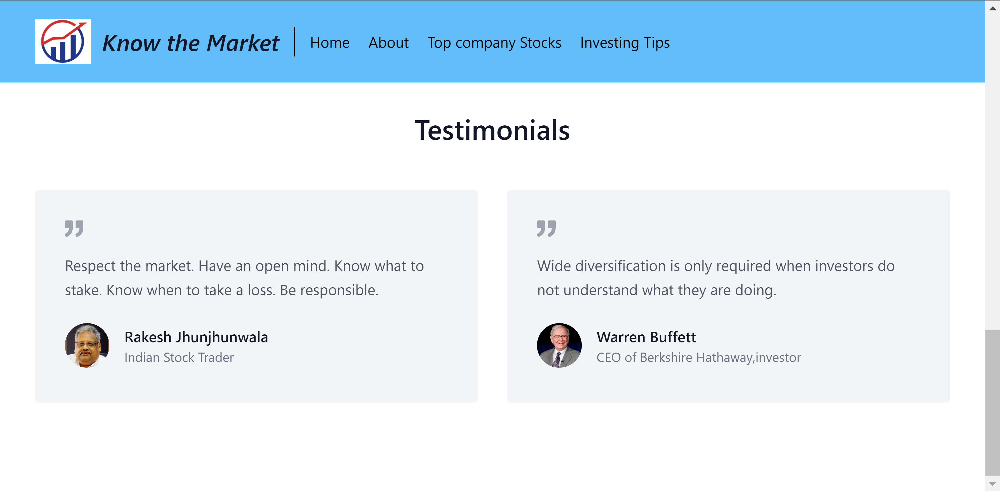 Know the Market
Home
About
Top company Stocks
Investing Tips
Testimonials
Respect the market. Have an open mind. Know what to
stake. Know when to take a loss. Be responsible.
Rakesh Jhunjhunwala
Indian Stock Trader
Wide diversification is only required when investors do
not understand what they are doing.
Warren Buffett
CEO of Berkshire Hathaway,investor